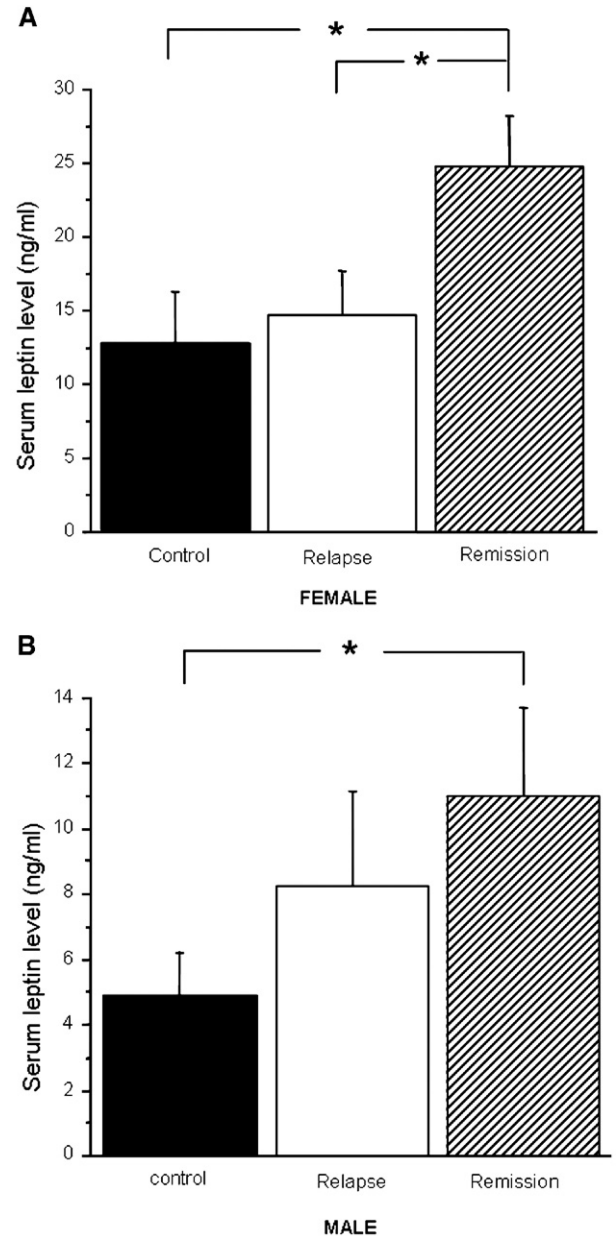 A
*
*
30
25
20
15
10
5
0
Serum leptin level (ng/ml)
Control Relapse Remission
FEMALE
B
*
14
12
10
8
6
4
2
0
Serum leptin level (ng/ml)
control Relapse Remission
MALE